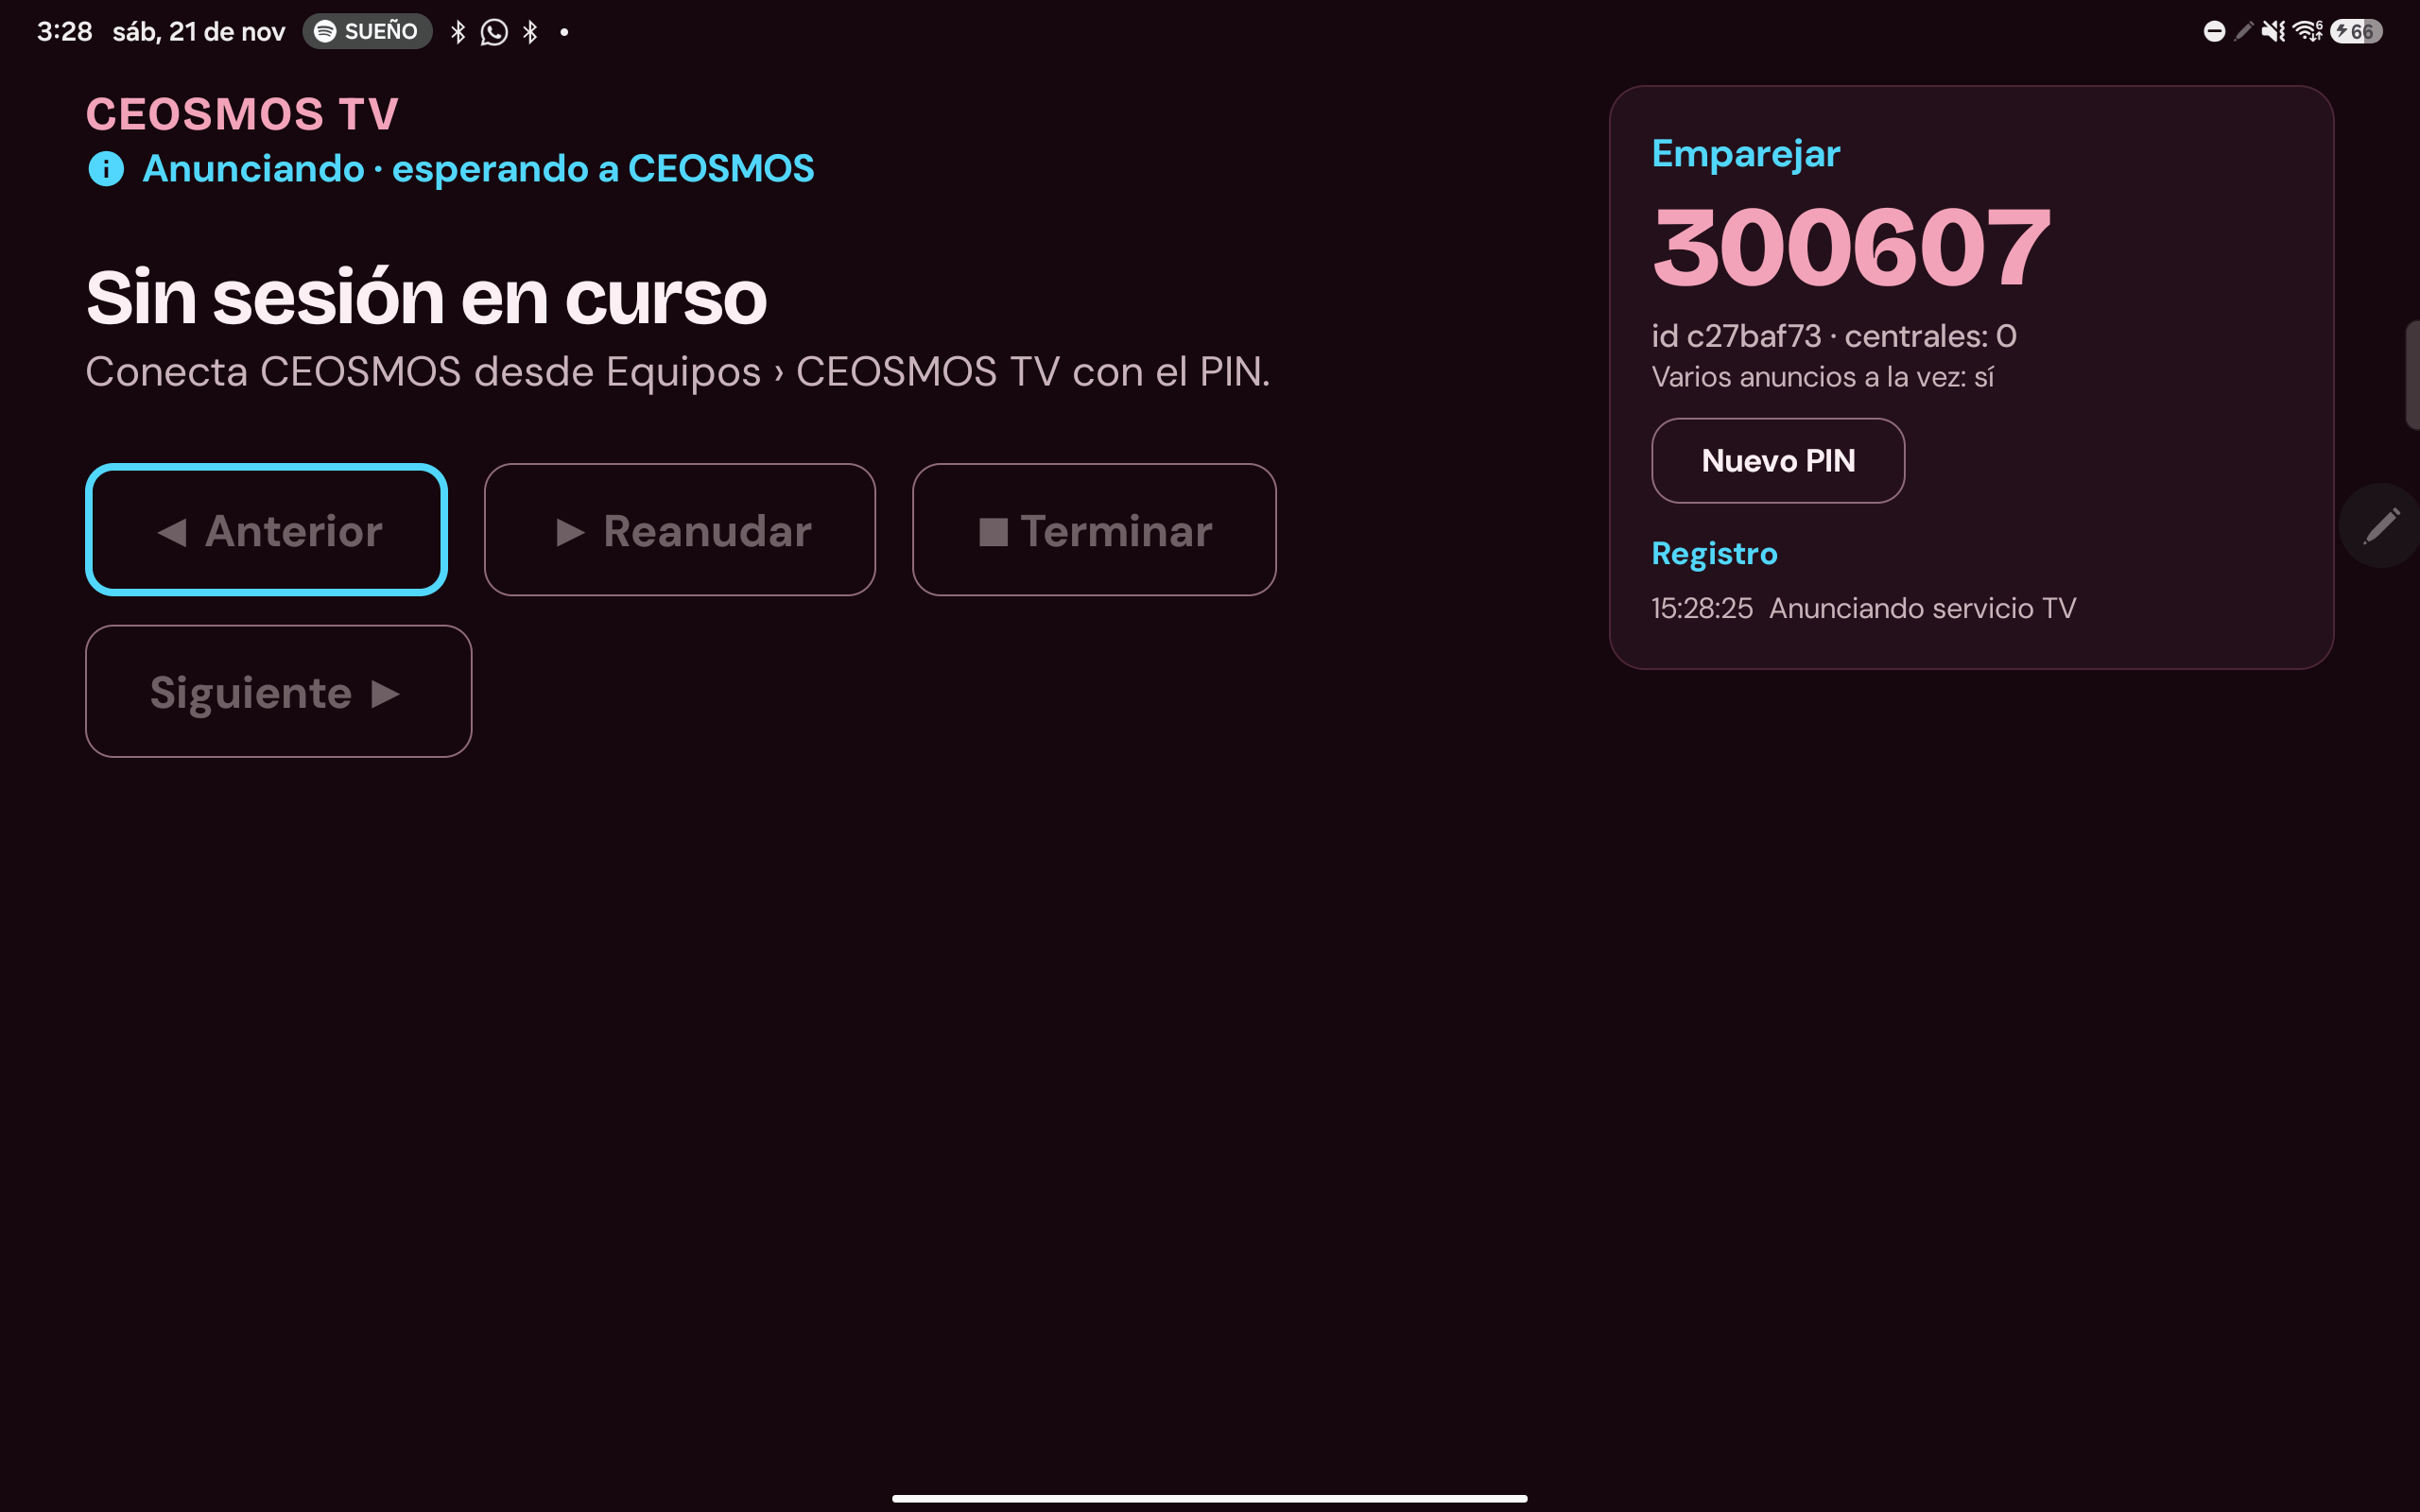 3:28 sáb, 21 de nov SUEÑO
66
CEOSMOS TV
Anunciando · esperando a CEOSMOS
Sin sesión en curso
Conecta CEOSMOS desde Equipos › CEOSMOS TV con el PIN.
◀ Anterior
▶ Reanudar
■ Terminar
Siguiente ▶
Emparejar
300607
id c27baf73 · centrales: 0
Varios anuncios a la vez: sí
Nuevo PIN
Registro
15:28:25 Anunciando servicio TV